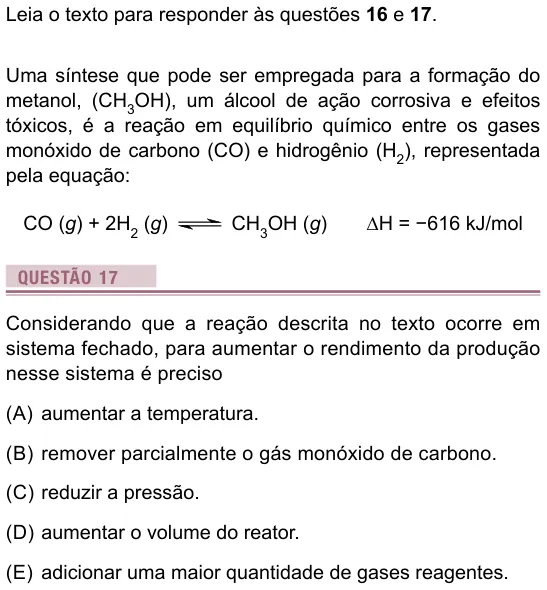 Leia o texto para responder às questões 16 e 17.
Uma síntese que pode ser empregada para a formação do
metanol, (CH₃OH), um álcool de ação corrosiva e efeitos
tóxicos, é a reação em equilíbrio químico entre os gases
monóxido de carbono (CO) e hidrogênio (H₂), representada
pela equação:
CO (g) + 2H₂ (g) ⇌ CH₃OH (g) ΔH = −616 kJ/mol
QUESTÃO 17
Considerando que a reação descrita no texto ocorre em
sistema fechado, para aumentar o rendimento da produção
nesse sistema é preciso
(A) aumentar a temperatura.
(B) remover parcialmente o gás monóxido de carbono.
(C) reduzir a pressão.
(D) aumentar o volume do reator.
(E) adicionar uma maior quantidade de gases reagentes.